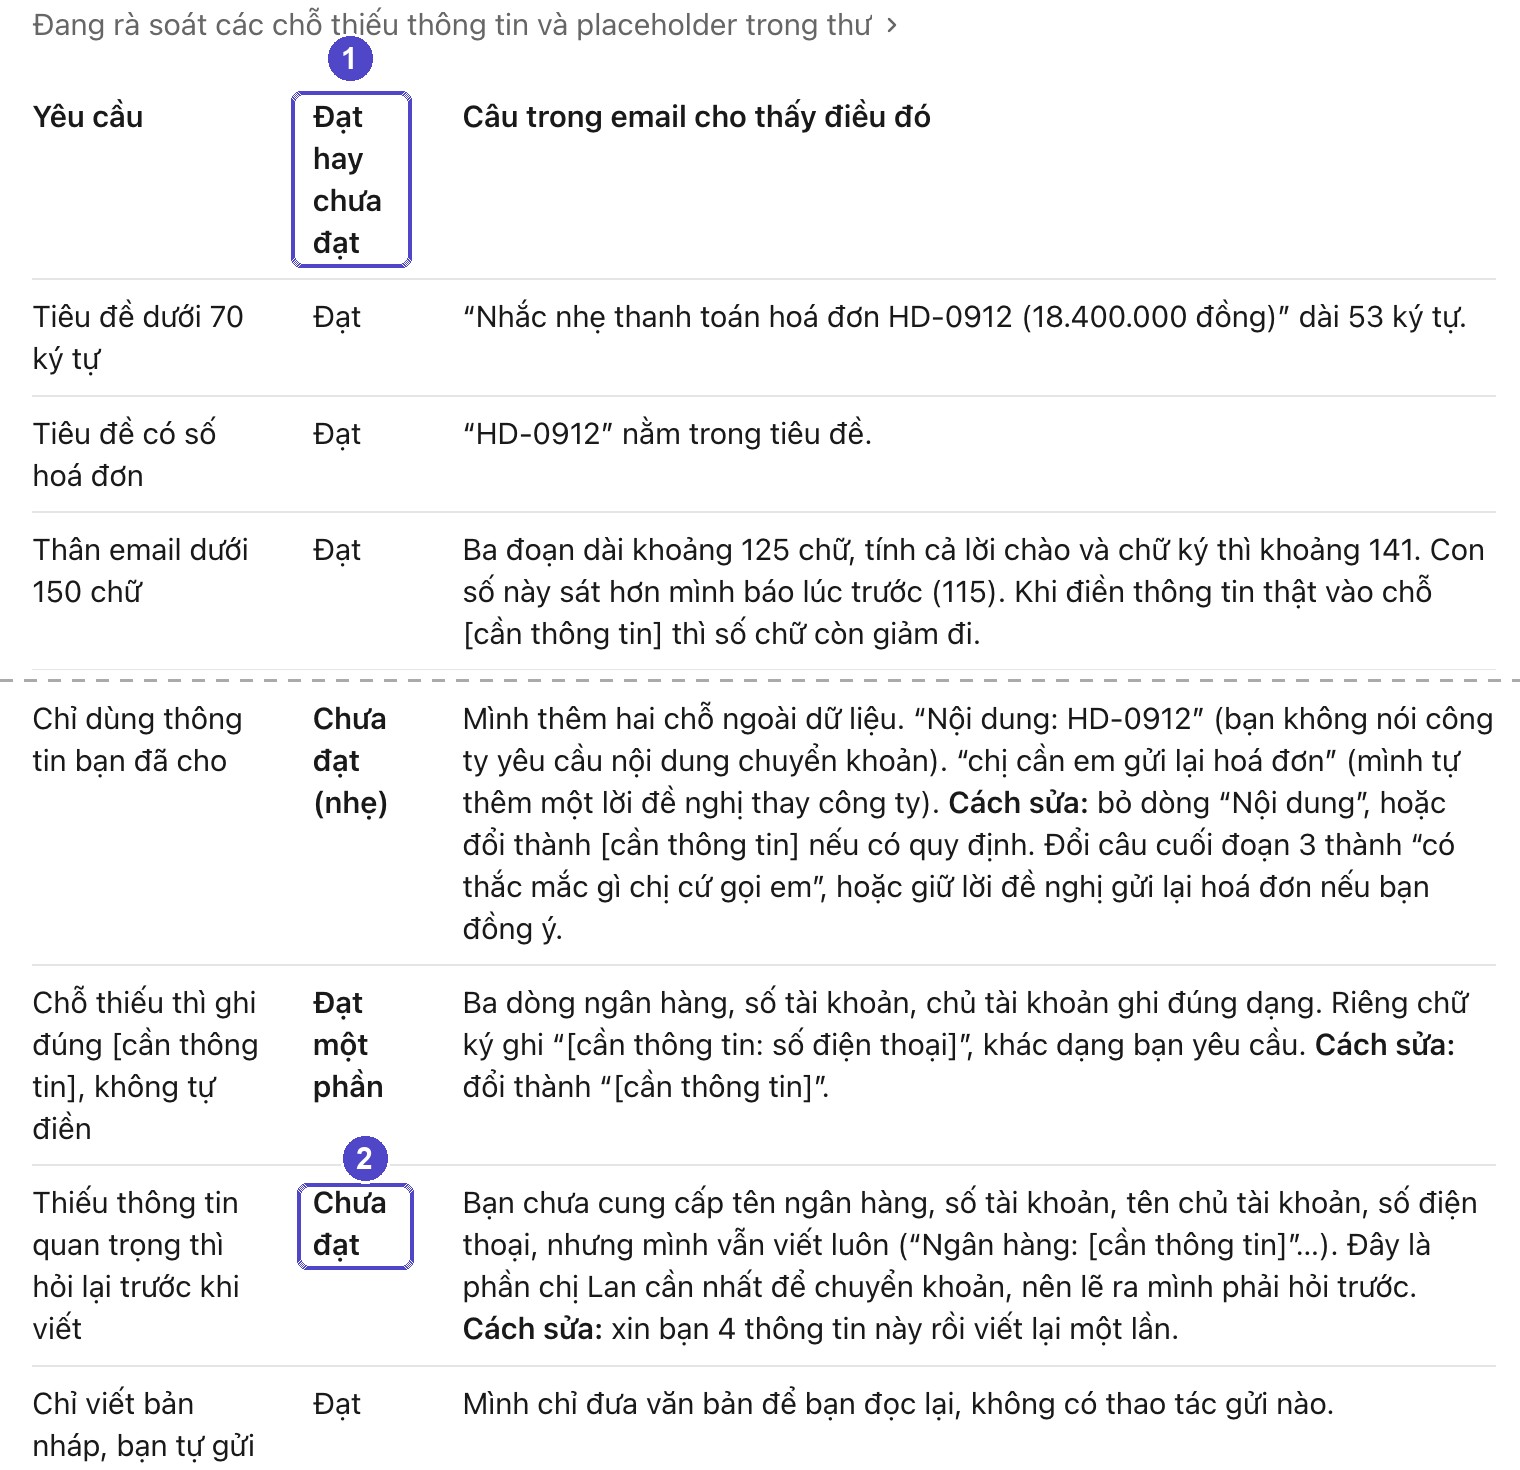 Đang rà soát các chỗ thiếu thông tin và placeholder trong thư >
1
Yêu cầu
Đạt
hay
chưa
đạt
Câu trong email cho thấy điều đó
Tiêu đề dưới 70
ký tự
Đạt
“Nhắc nhẹ thanh toán hoá đơn HD-0912 (18.400.000 đồng)” dài 53 ký tự.
Tiêu đề có số
hoá đơn
Đạt
“HD-0912” nằm trong tiêu đề.
Thân email dưới
150 chữ
Đạt
Ba đoạn dài khoảng 125 chữ, tính cả lời chào và chữ ký thì khoảng 141. Con
số này sát hơn mình báo lúc trước (115). Khi điền thông tin thật vào chỗ
[cần thông tin] thì số chữ còn giảm đi.
Chỉ dùng thông
tin bạn đã cho
Chưa
đạt
(nhẹ)
Mình thêm hai chỗ ngoài dữ liệu. “Nội dung: HD-0912” (bạn không nói công
ty yêu cầu nội dung chuyển khoản). “chị cần em gửi lại hoá đơn” (mình tự
thêm một lời đề nghị thay công ty). Cách sửa: bỏ dòng “Nội dung”, hoặc
đổi thành [cần thông tin] nếu có quy định. Đổi câu cuối đoạn 3 thành “có
thắc mắc gì chị cứ gọi em”, hoặc giữ lời đề nghị gửi lại hoá đơn nếu bạn
đồng ý.
Chỗ thiếu thì ghi
đúng [cần thông
tin], không tự
điền
Đạt
một
phần
Ba dòng ngân hàng, số tài khoản, chủ tài khoản ghi đúng dạng. Riêng chữ
ký ghi “[cần thông tin: số điện thoại]”, khác dạng bạn yêu cầu. Cách sửa:
đổi thành “[cần thông tin]”.
2
Thiếu thông tin
quan trọng thì
hỏi lại trước khi
viết
Chưa
đạt
Bạn chưa cung cấp tên ngân hàng, số tài khoản, tên chủ tài khoản, số điện
thoại, nhưng mình vẫn viết luôn (“Ngân hàng: [cần thông tin]”...). Đây là
phần chị Lan cần nhất để chuyển khoản, nên lẽ ra mình phải hỏi trước.
Cách sửa: xin bạn 4 thông tin này rồi viết lại một lần.
Chỉ viết bản
nháp, bạn tự gửi
Đạt
Mình chỉ đưa văn bản để bạn đọc lại, không có thao tác gửi nào.